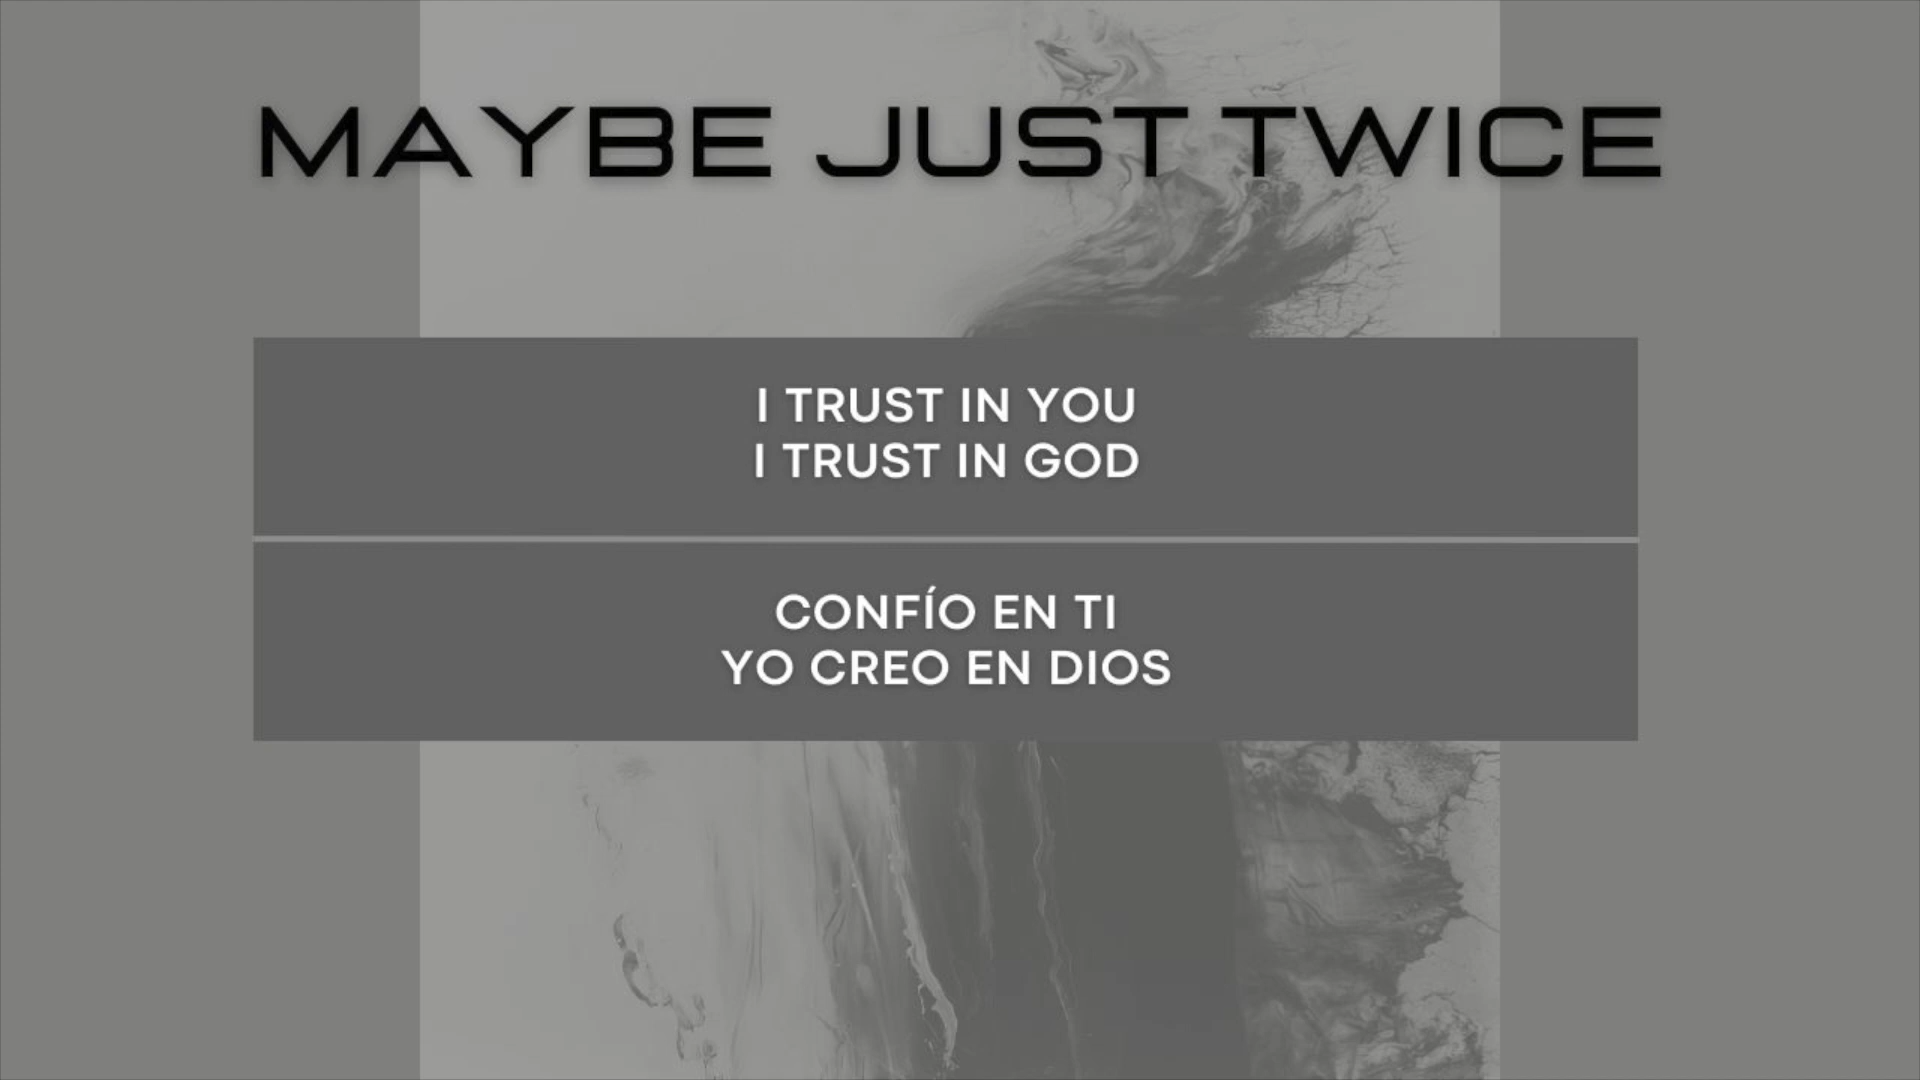 MAYBE JUST TWICE
I TRUST IN YOU
I TRUST IN GOD
CONFÍO EN TI
YO CREO EN DIOS